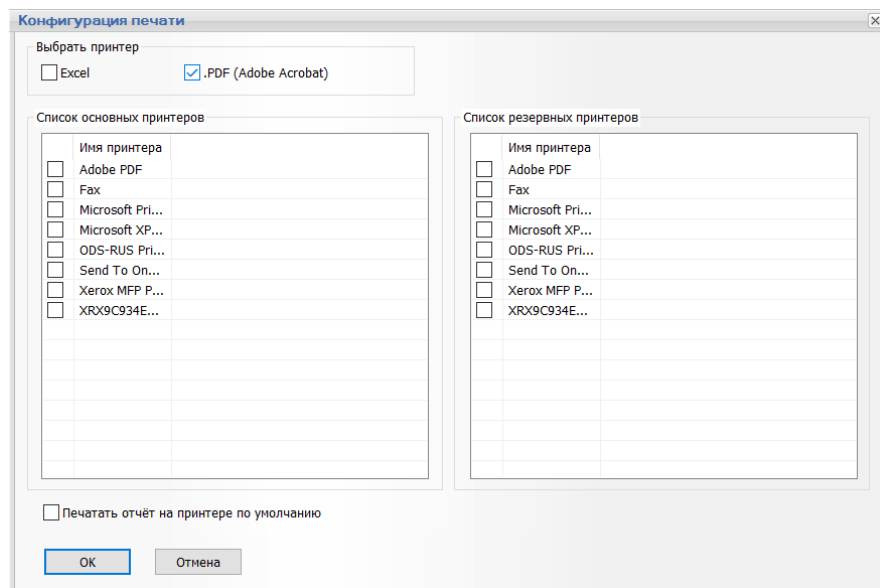 Конфигурация печати
Выбрать принтер
Excel
.PDF (Adobe Acrobat)
Список основных принтеров
Имя принтера
Adobe PDF
Fax
Microsoft Pri...
Microsoft XP...
ODS-RUS Pri...
Send To On...
Xerox MFP P...
XRX9C934E...
Список резервных принтеров
Имя принтера
Adobe PDF
Fax
Microsoft Pri...
Microsoft XP...
ODS-RUS Pri...
Send To On...
Xerox MFP P...
XRX9C934E...
Печатать отчёт на принтере по умолчанию
OK
Отмена